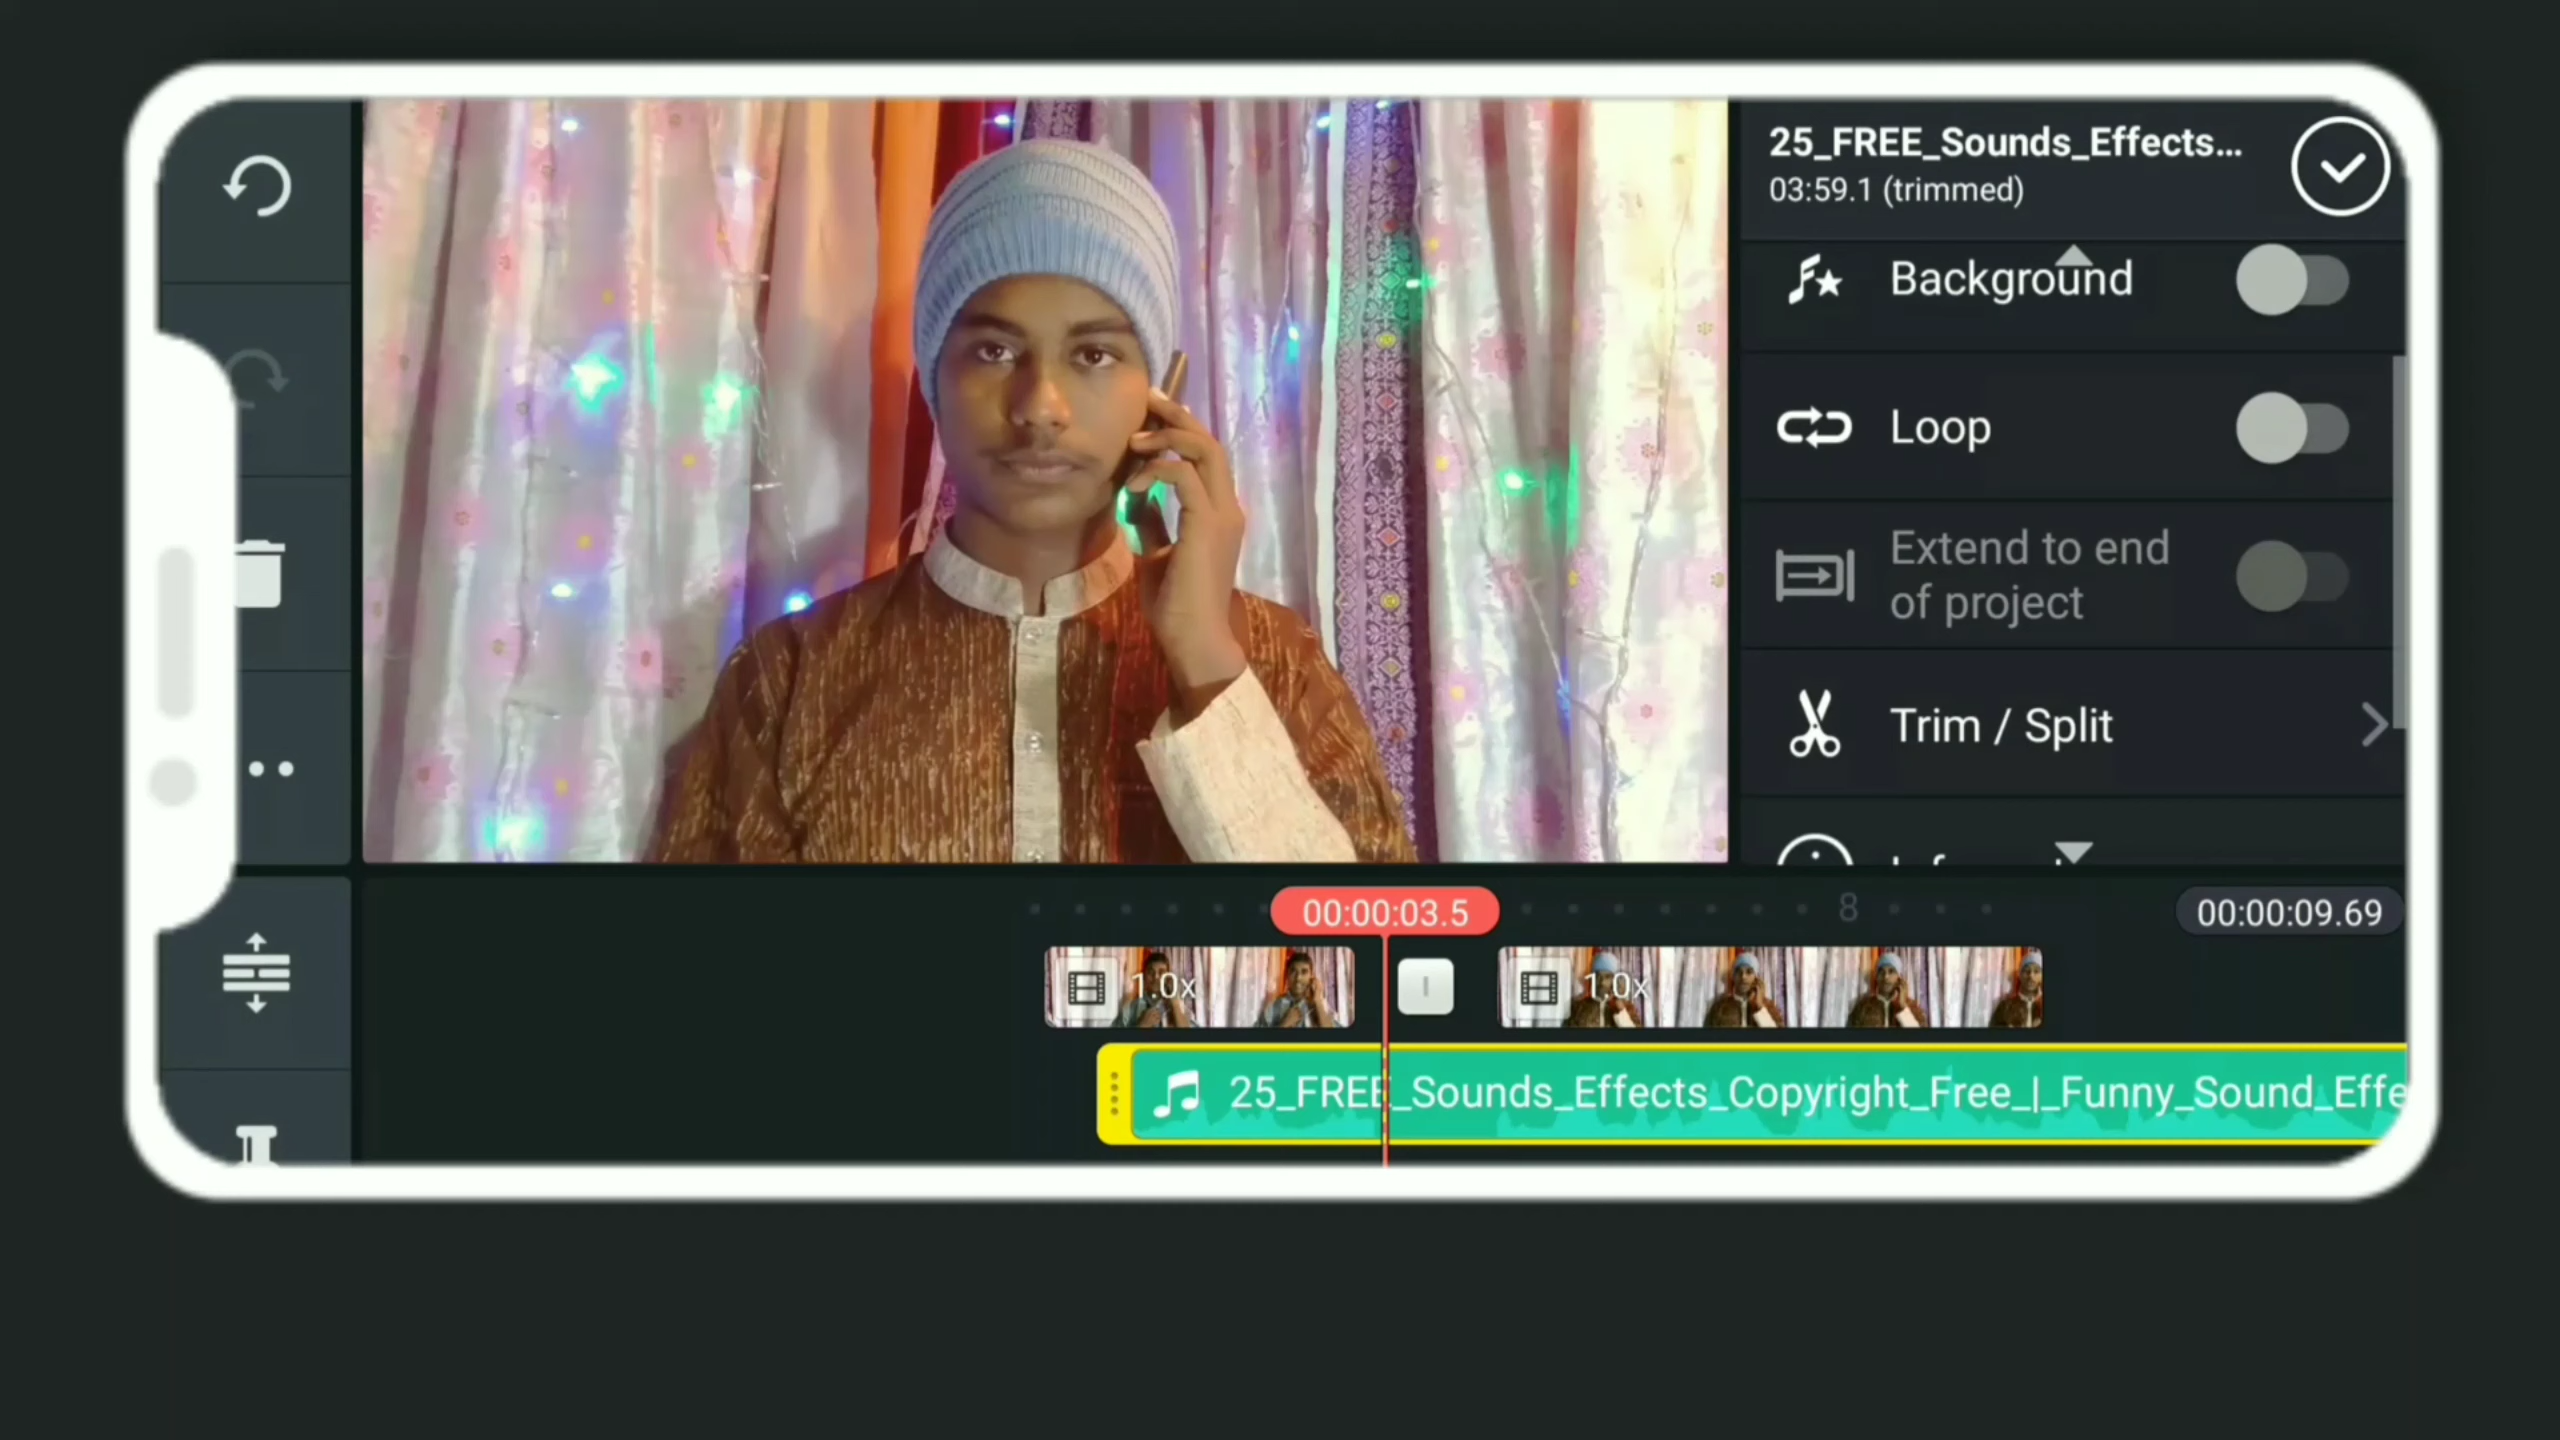 25_FREE_Sounds_Effects...
03:59.1 (trimmed)
Background
Loop
Extend to end
of project
Trim / Split
00:00:03.5
8
00:00:09.69
1.0x
1.0x
25_FREE_Sounds_Effects_Copyright_Free_|_Funny_Sound_Effe